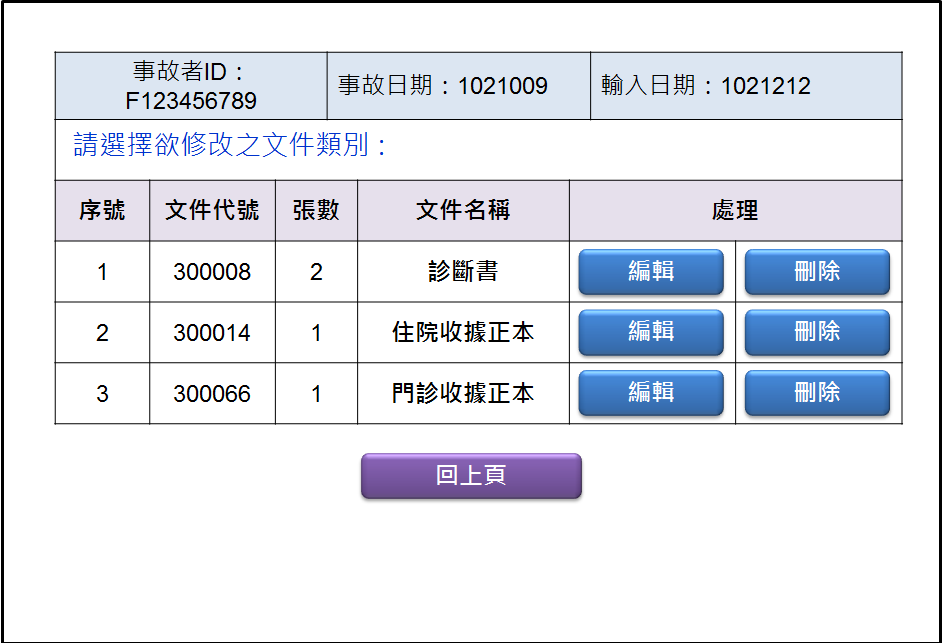 事故者ID：
F123456789
事故日期：1021009
輸入日期：1021212
請選擇欲修改之文件類別：
序號 文件代號 張數 文件名稱 處理
1 300008 2 診斷書 編輯 刪除
2 300014 1 住院收據正本 編輯 刪除
3 300066 1 門診收據正本 編輯 刪除
回上頁